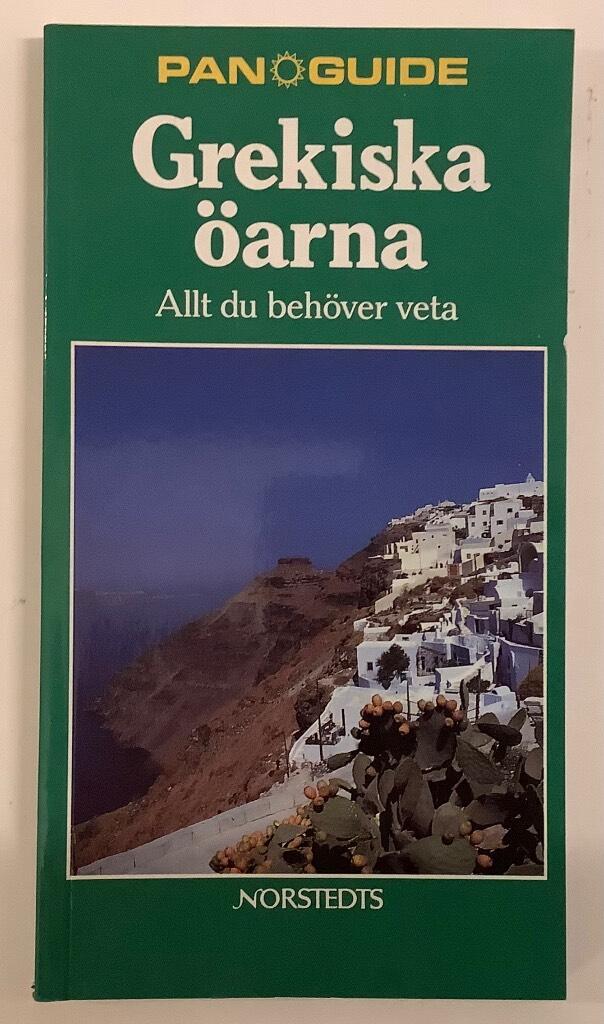 PAN GUIDE
Grekiska
öarna
Allt du behöver veta
NORSTEDTS